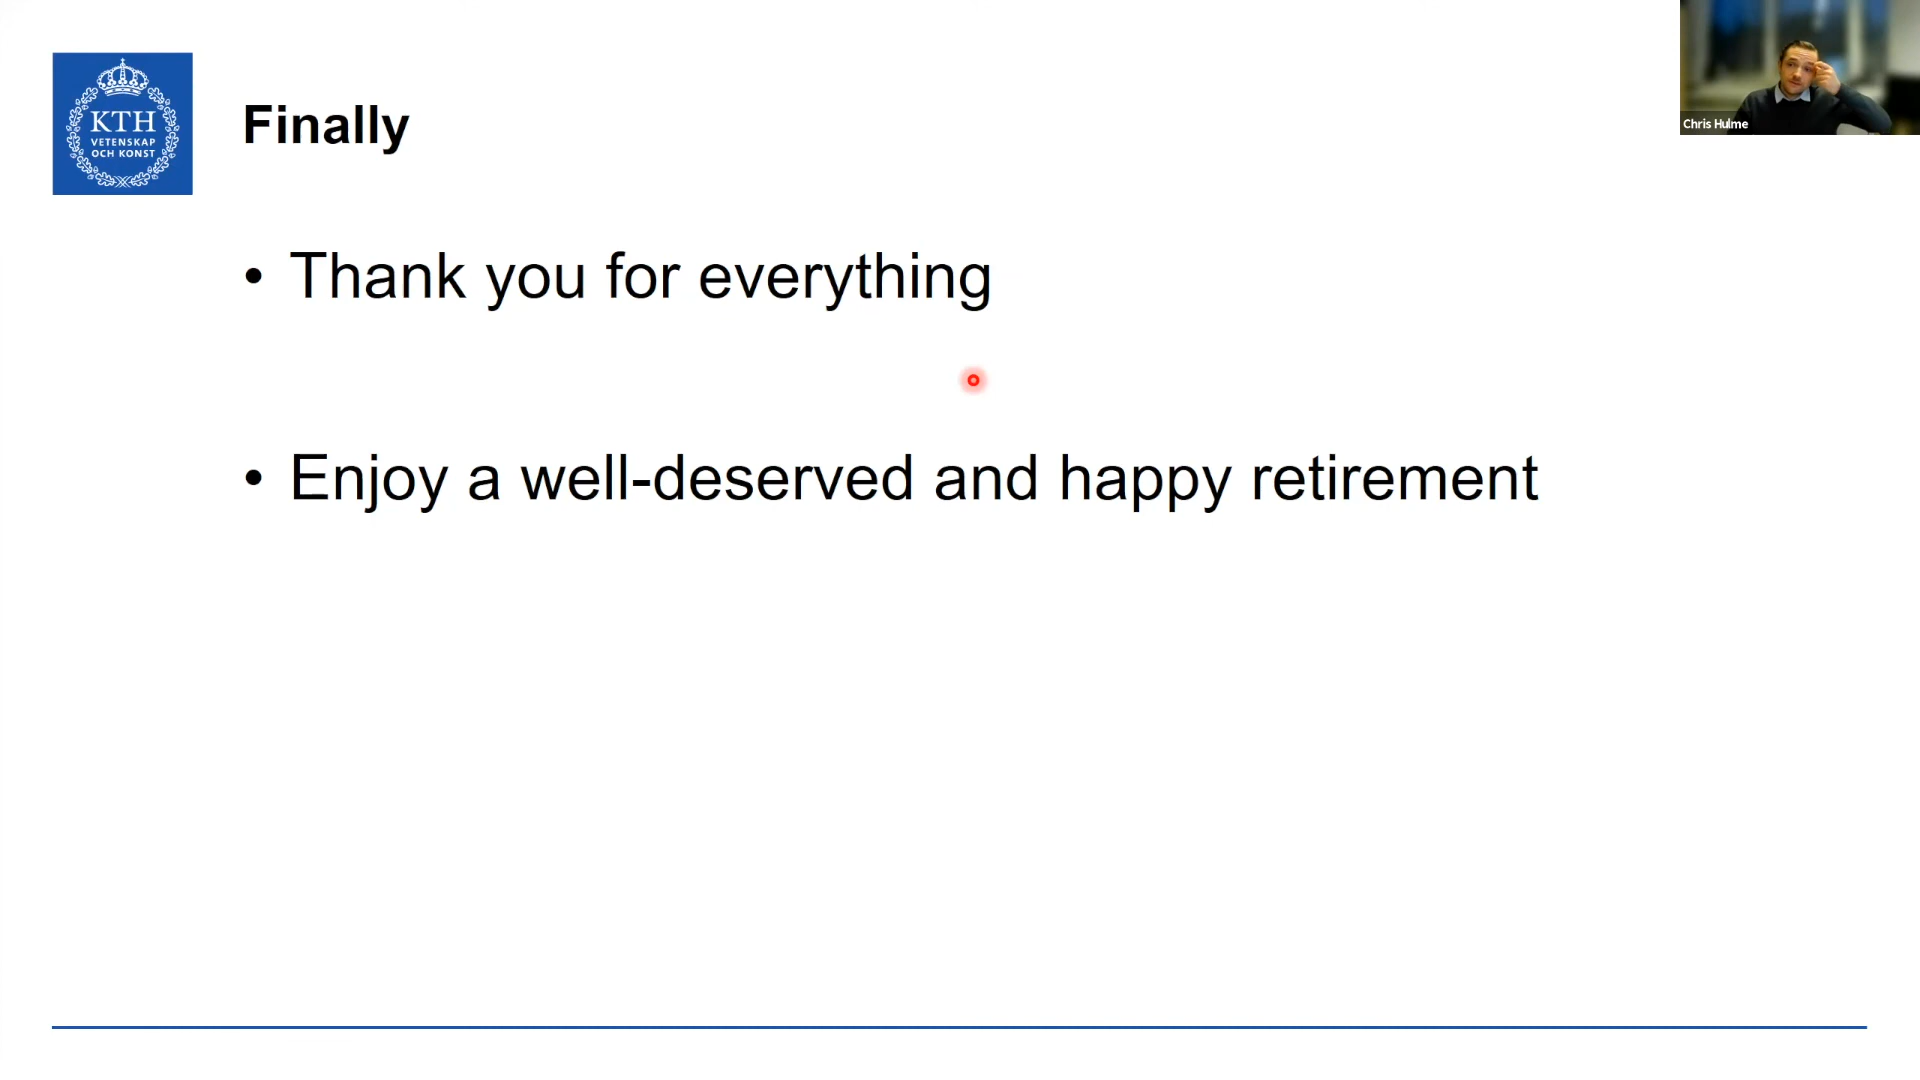 KTH
VETENSKAP
OCH KONST
Finally
Chris Hulme
• Thank you for everything
• Enjoy a well-deserved and happy retirement